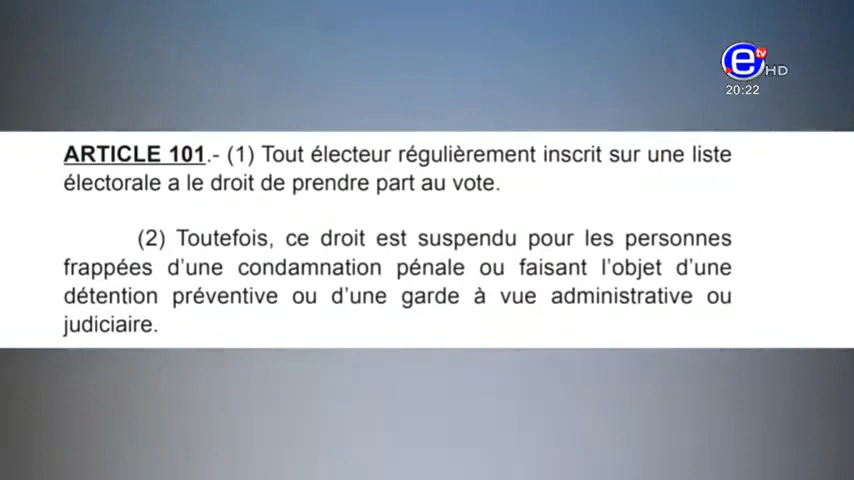 e tv HD
20:22
ARTICLE 101.- (1) Tout électeur régulièrement inscrit sur une liste
électorale a le droit de prendre part au vote.
(2) Toutefois, ce droit est suspendu pour les personnes
frappées d’une condamnation pénale ou faisant l’objet d’une
détention préventive ou d’une garde à vue administrative ou
judiciaire.